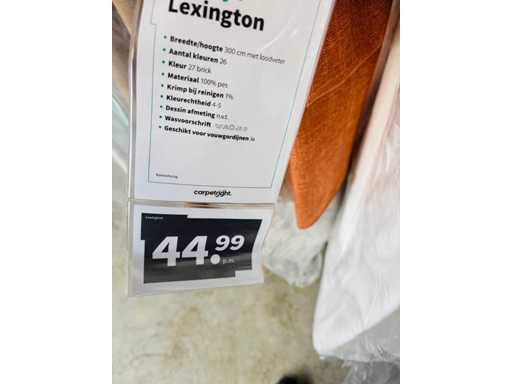 Lexington
• Breedte/hoogte 300 cm met loodveter
• Aantal kleuren 26
• Kleur 27 brick
• Materiaal 100% pes
• Krimp bij reinigen 1%
• Kleurechtheid 4-5
• Dessin afmeting n.v.t.
• Wasvoorschrift
• Geschikt voor vouwgordijnen Ja
carpetright.
Lexington
44.99
p.m.